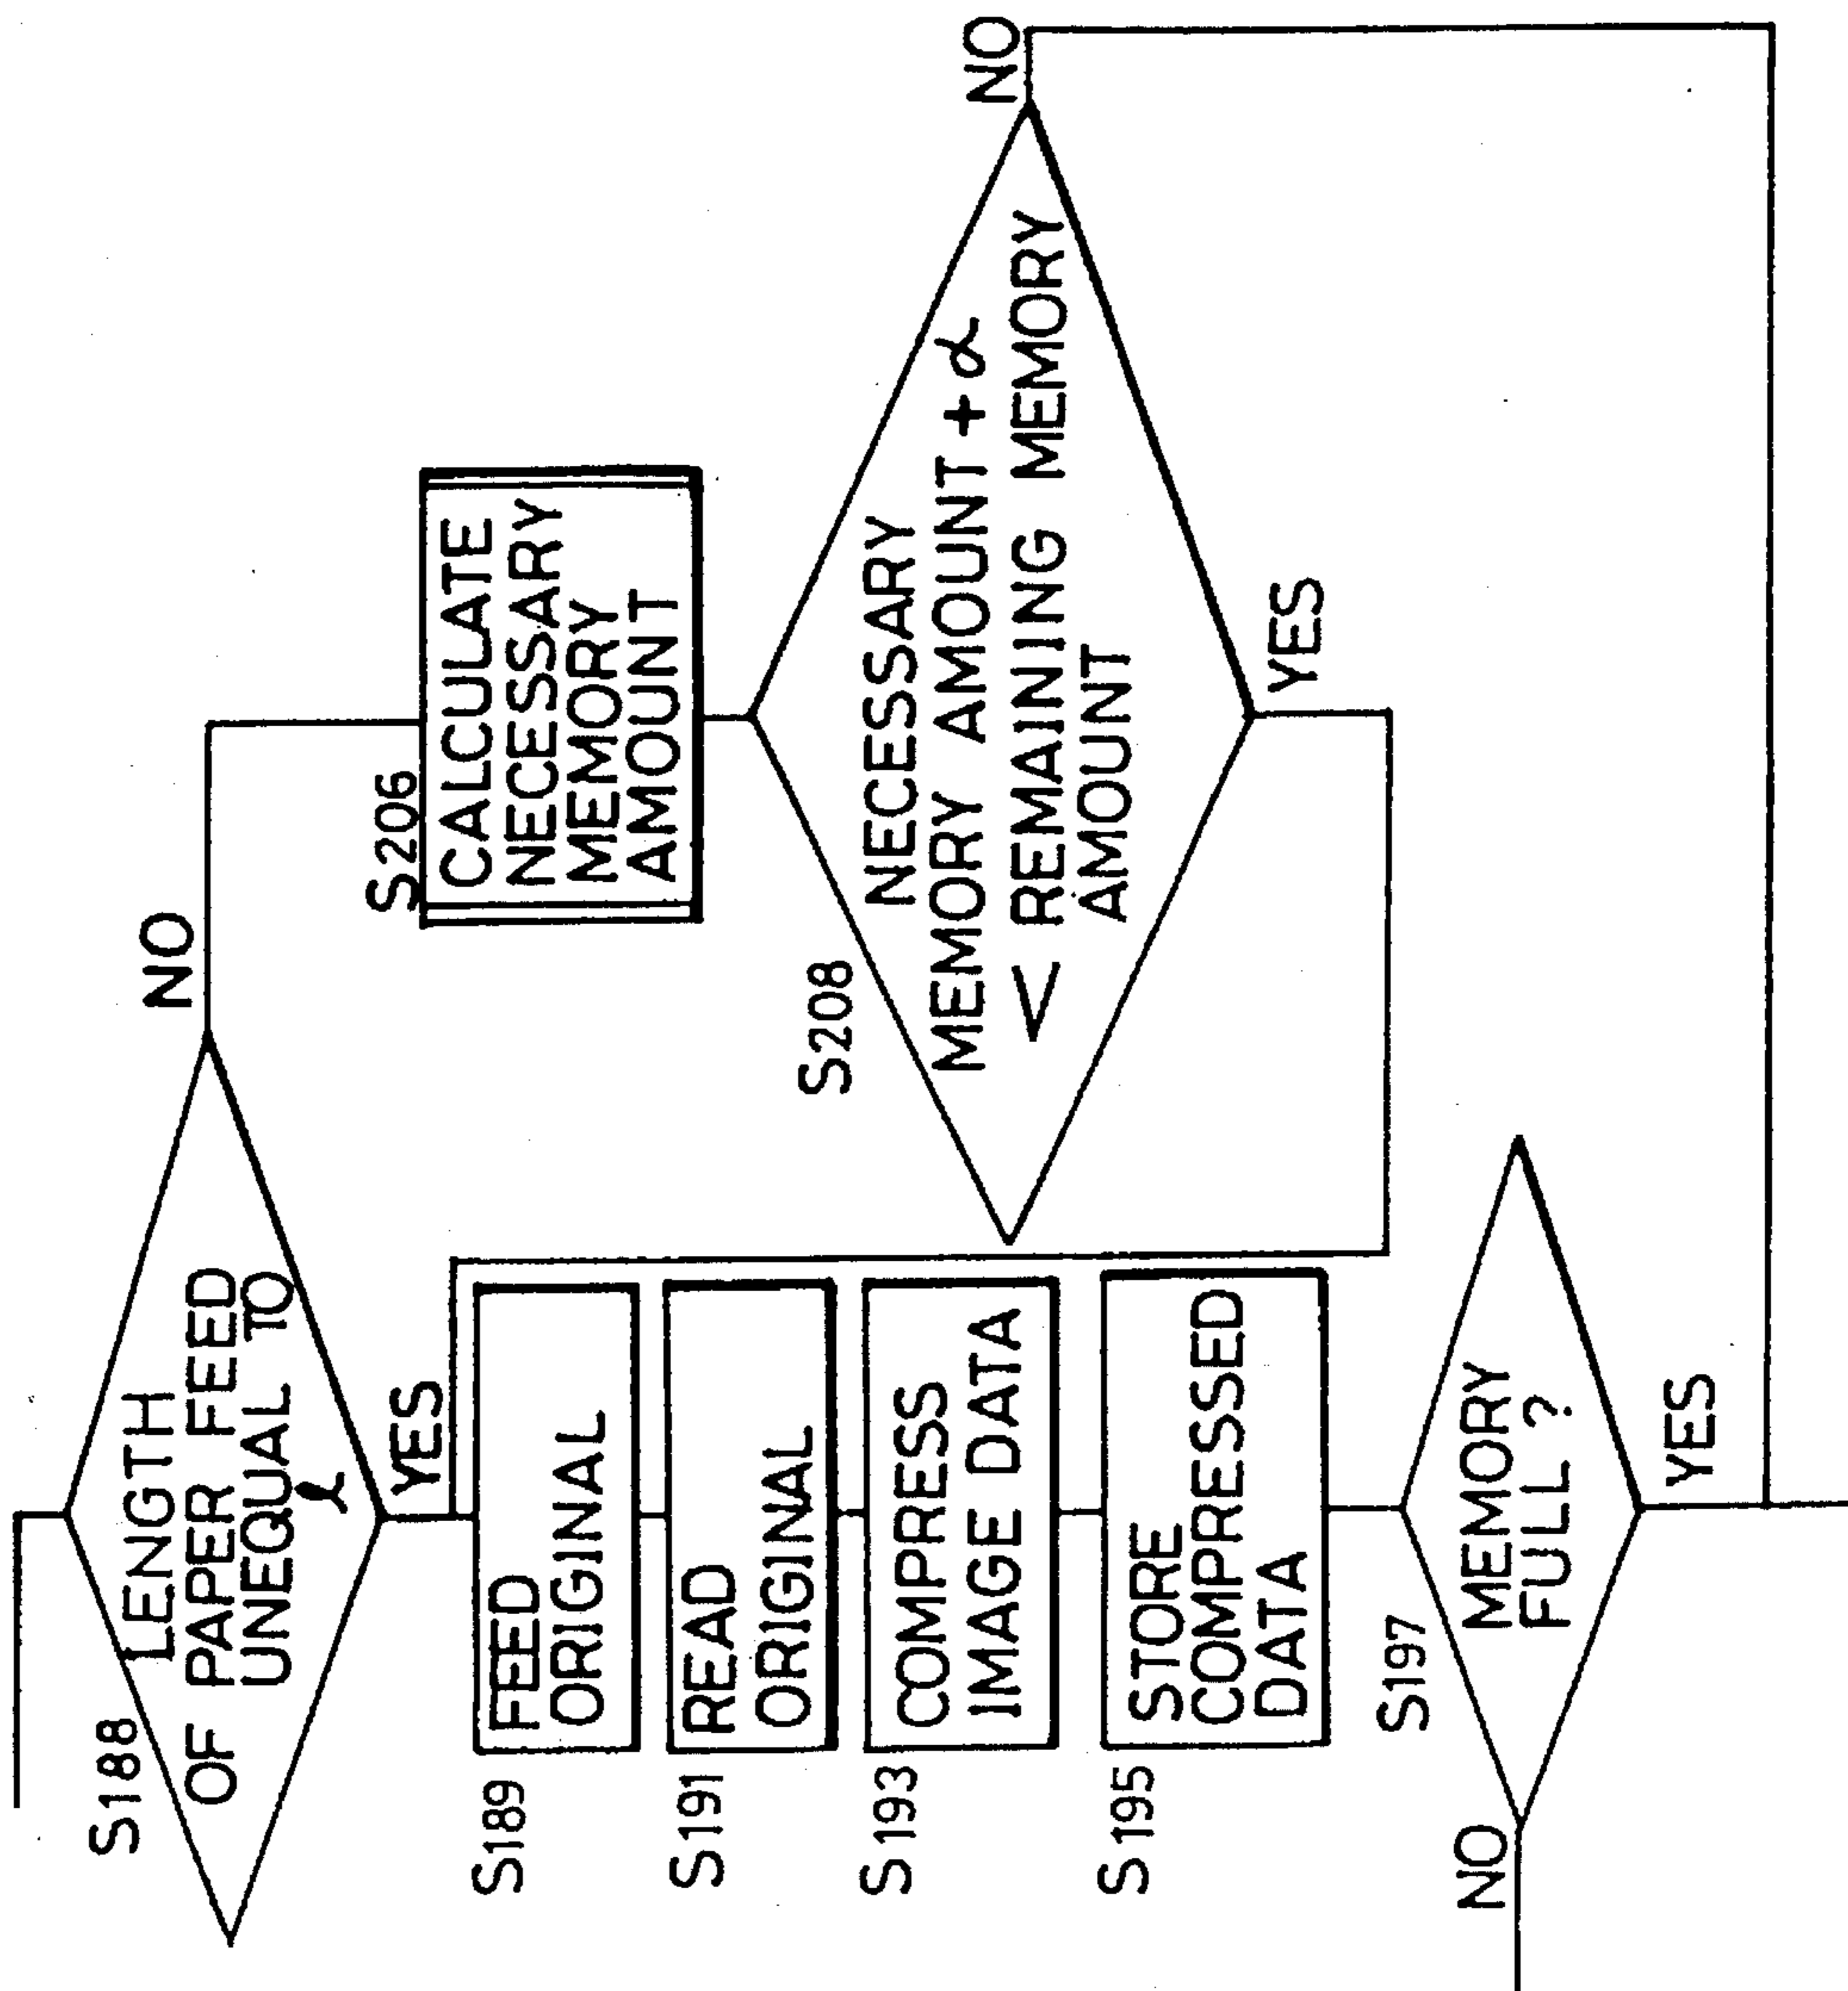 S188
LENGTH
OF PAPER FEED
UNEQUAL TO
ℓ
NO
YES
S206
CALCULATE
NECESSARY
MEMORY
AMOUNT
S208
NECESSARY
MEMORY AMOUNT + α
< REMAINING MEMORY
AMOUNT
NO
YES
S189
FEED
ORIGINAL
S191
READ
ORIGINAL
S193
COMPRESS
IMAGE DATA
S195
STORE
COMPRESSED
DATA
S197
MEMORY
FULL?
NO
YES